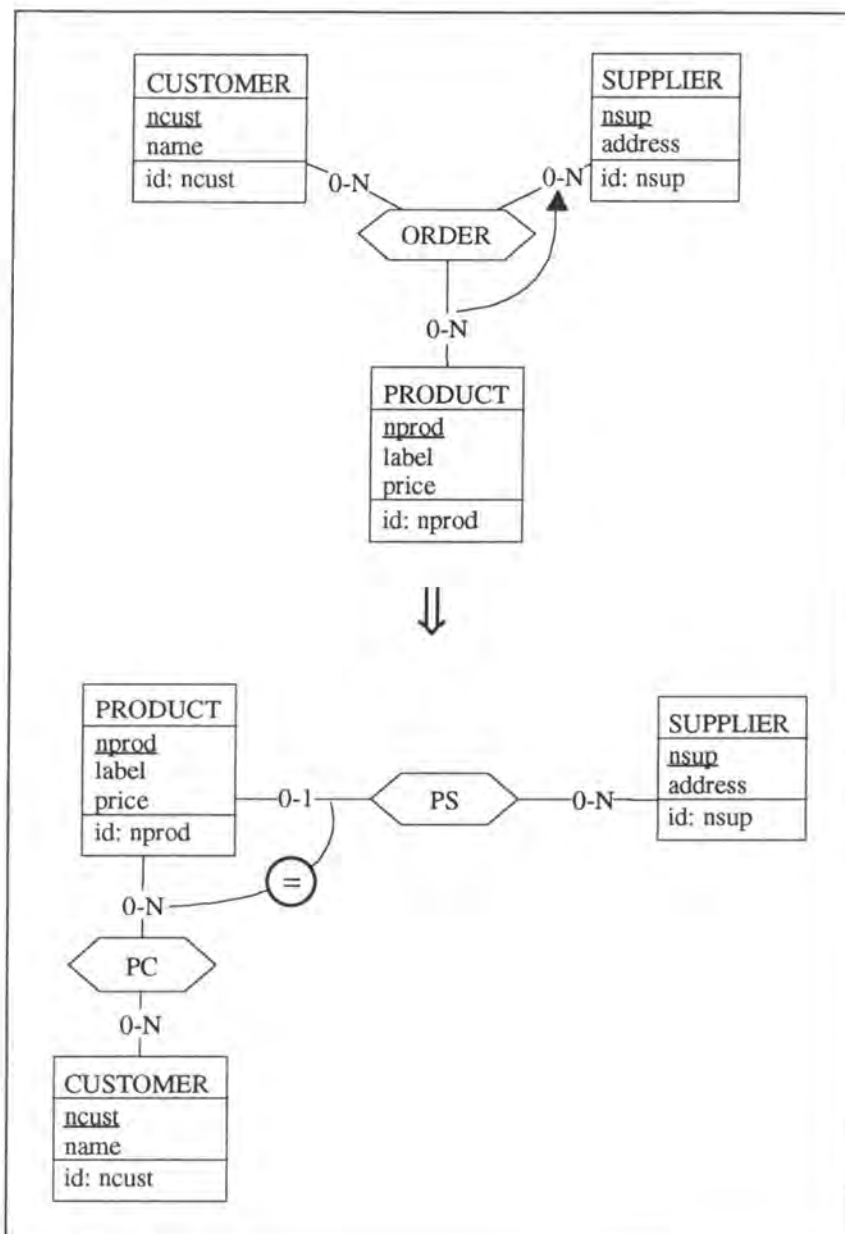 CUSTOMER
ncust
name
id: ncust
SUPPLIER
nsup
address
id: nsup
0-N
0-N
ORDER
0-N
PRODUCT
nprod
label
price
id: nprod
⇓
PRODUCT
nprod
label
price
id: nprod
0-1
PS
0-N
SUPPLIER
nsup
address
id: nsup
=
0-N
PC
0-N
CUSTOMER
ncust
name
id: ncust